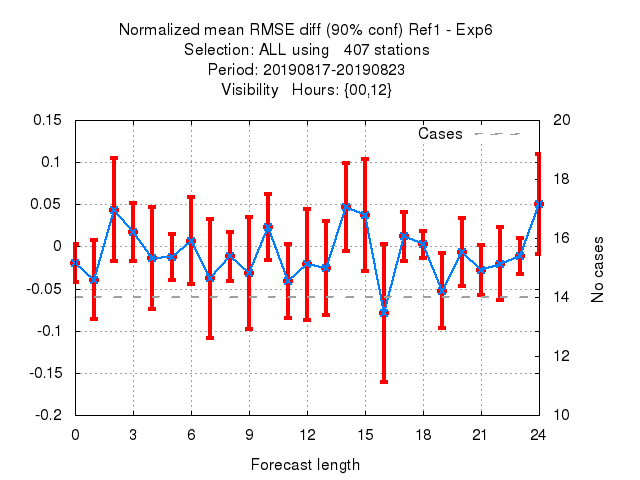 Normalized mean RMSE diff (90% conf) Ref1 - Exp6
Selection: ALL using   407 stations
Period: 20190817-20190823
Visibility   Hours: {00,12}
Cases
0.15
0.1
0.05
0
-0.05
-0.1
-0.15
-0.2
20
18
16
14
12
10
No cases
0 3 6 9 12 15 18 21 24
Forecast length